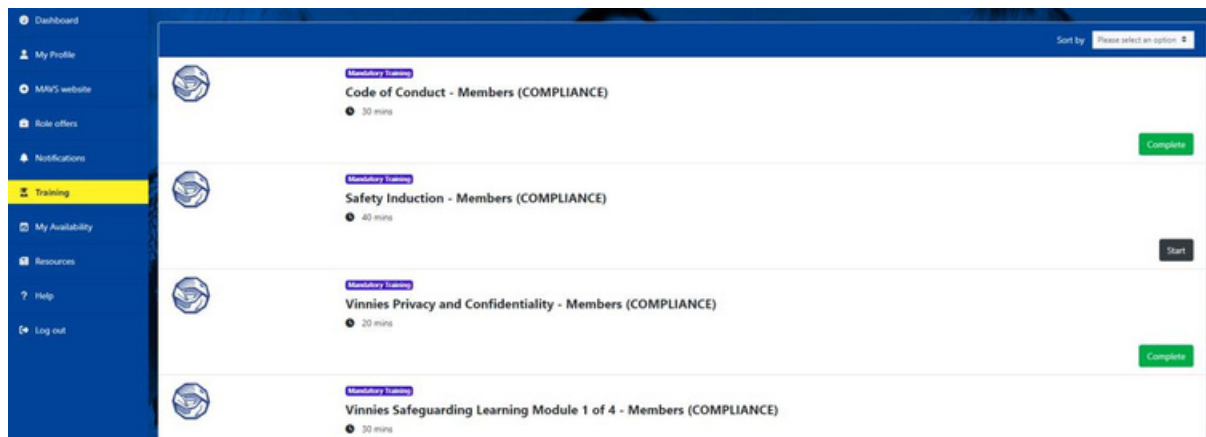 Dashboard
My Profile
MAVS website
Role offers
Notifications
Training
My Availability
Resources
? Help
Log out
Sort by Please select an option
Mandatory Training
Code of Conduct - Members (COMPLIANCE)
30 mins
Complete
Mandatory Training
Safety Induction - Members (COMPLIANCE)
40 mins
Start
Mandatory Training
Vinnies Privacy and Confidentiality - Members (COMPLIANCE)
20 mins
Complete
Mandatory Training
Vinnies Safeguarding Learning Module 1 of 4 - Members (COMPLIANCE)
30 mins